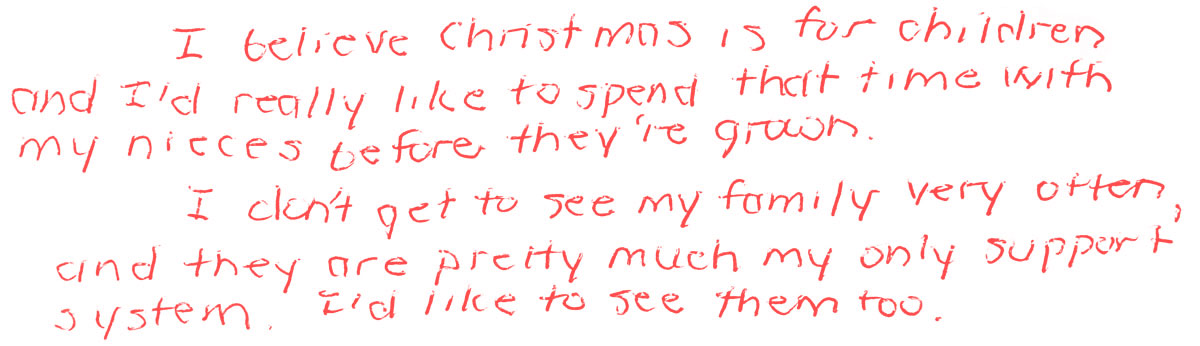 I believe Christmas is for children
and I'd really like to spend that time with
my nieces before they're grown.
I don't get to see my family very often,
and they are pretty much my only support
system. I'd like to see them too.